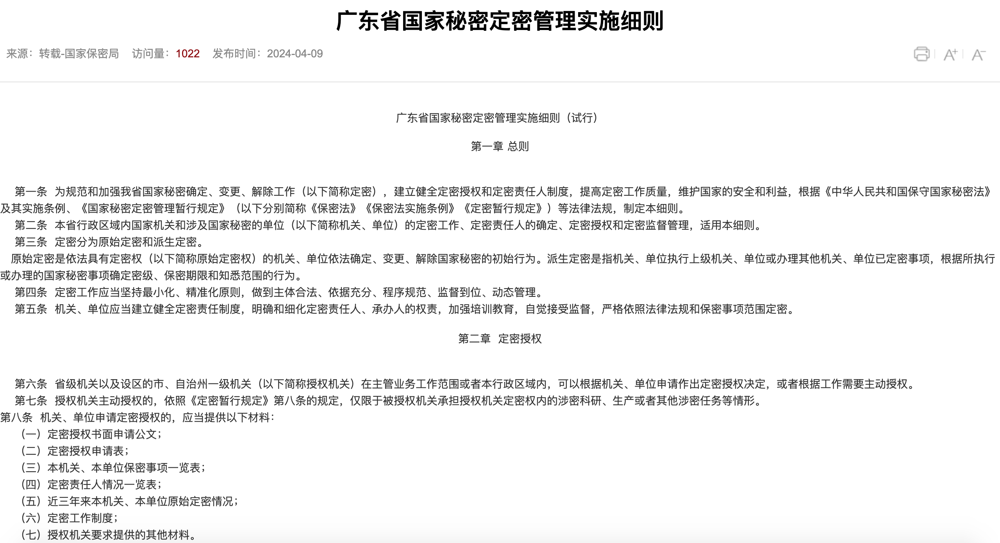 广东省国家秘密定密管理实施细则
来源：转载-国家保密局 访问量：1022 发布时间：2024-04-09
A+ A-
广东省国家秘密定密管理实施细则（试行）
第一章 总则
第一条 为规范和加强我省国家秘密确定、变更、解除工作（以下简称定密），建立健全定密授权和定密责任人制度，提高定密工作质量，维护国家的安全和利益，根据《中华人民共和国保守国家秘密法》
及其实施条例、《国家秘密定密管理暂行规定》（以下分别简称《保密法》《保密法实施条例》《定密暂行规定》）等法律法规，制定本细则。
第二条 本省行政区域内国家机关和涉及国家秘密的单位（以下简称机关、单位）的定密工作、定密责任人的确定、定密授权和定密监督管理，适用本细则。
第三条 定密分为原始定密和派生定密。
原始定密是依法具有定密权（以下简称原始定密权）的机关、单位依法确定、变更、解除国家秘密的初始行为。派生定密是指机关、单位执行上级机关、单位或办理其他机关、单位已定密事项，根据所执行
或办理的国家秘密事项确定密级、保密期限和知悉范围的行为。
第四条 定密工作应当坚持最小化、精准化原则，做到主体合法、依据充分、程序规范、监督到位、动态管理。
第五条 机关、单位应当建立健全定密责任制度，明确和细化定密责任人、承办人的权责，加强培训教育，自觉接受监督，严格依照法律法规和保密事项范围定密。
第二章 定密授权
第六条 省级机关以及设区的市、自治州一级机关（以下简称授权机关）在主管业务工作范围或者本行政区域内，可以根据机关、单位申请作出定密授权决定，或者根据工作需要主动授权。
第七条 授权机关主动授权的，依照《定密暂行规定》第八条的规定，仅限于被授权机关承担授权机关定密权内的涉密科研、生产或者其他涉密任务等情形。
第八条 机关、单位申请定密授权的，应当提供以下材料：
（一）定密授权书面申请公文；
（二）定密授权申请表；
（三）本机关、本单位保密事项一览表；
（四）定密责任人情况一览表；
（五）近三年来本机关、本单位原始定密情况；
（六）定密工作制度；
（七）授权机关要求提供的其他材料。